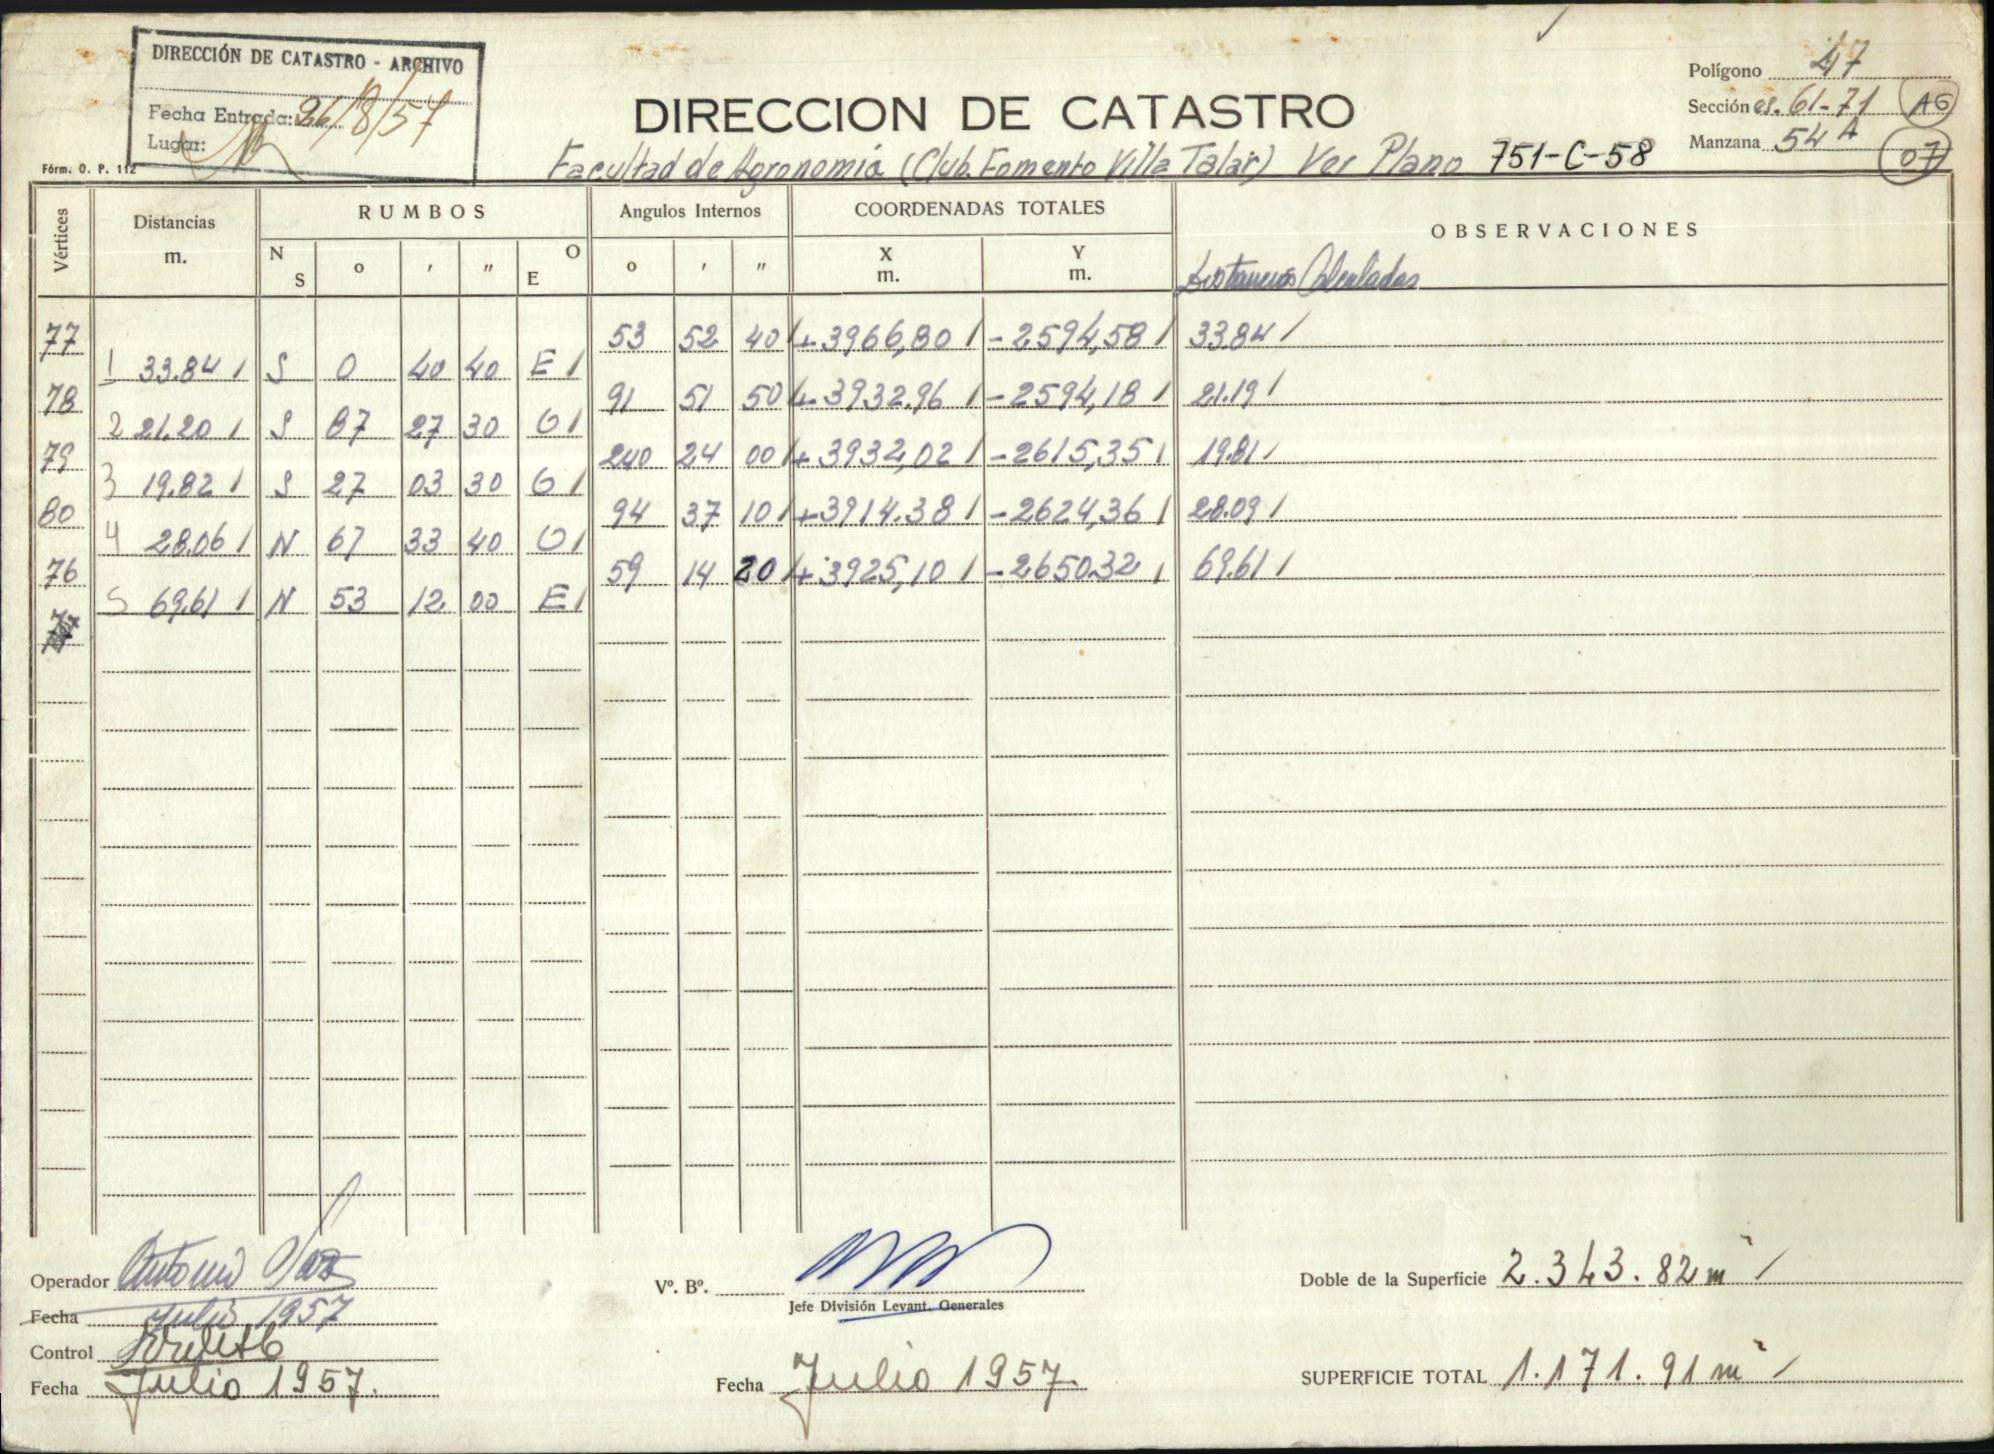 DIRECCIÓN DE CATASTRO - ARCHIVO
Fecha Entrada: 26/8/57
Lugar:
Fórm. O. P. 112
DIRECCION DE CATASTRO
Facultad de Agronomía (Club. Fomento Villa Talar) Ver Plano 751-C-58
Polígono 47
Sección es. 61-71 AG
Manzana 54 A 07
Vértices Distancias m. RUMBOS Angulos Internos COORDENADAS TOTALES OBSERVACIONES
N S ° ' " O E ° ' " X m. Y m. Distancias Calculadas
77 53 52 40 +3966,80 -2594,58 33.84
1 33.84 S 0 40 40 E
78 91 51 50 +3932.96 -2594,18 21.19
2 21.20 S 87 27 30 O
79 240 24 00 +3932,02 -2615,35 19.81
3 19.82 S 27 03 30 O
80 94 37 10 +3914.38 -2624,36 28.09
4 28.06 N 67 33 40 O
76 59 14 20 +3925,10 -2650.32 69.61
5 69.61 N 53 12 00 E
Operador Antonio
Fecha Julio 1957
Control
Fecha Julio 1957.
V°. B°.
Jefe División Levant. Generales
Fecha Julio 1957.
Doble de la Superficie 2.343.82 m²
SUPERFICIE TOTAL 1.171.91 m²